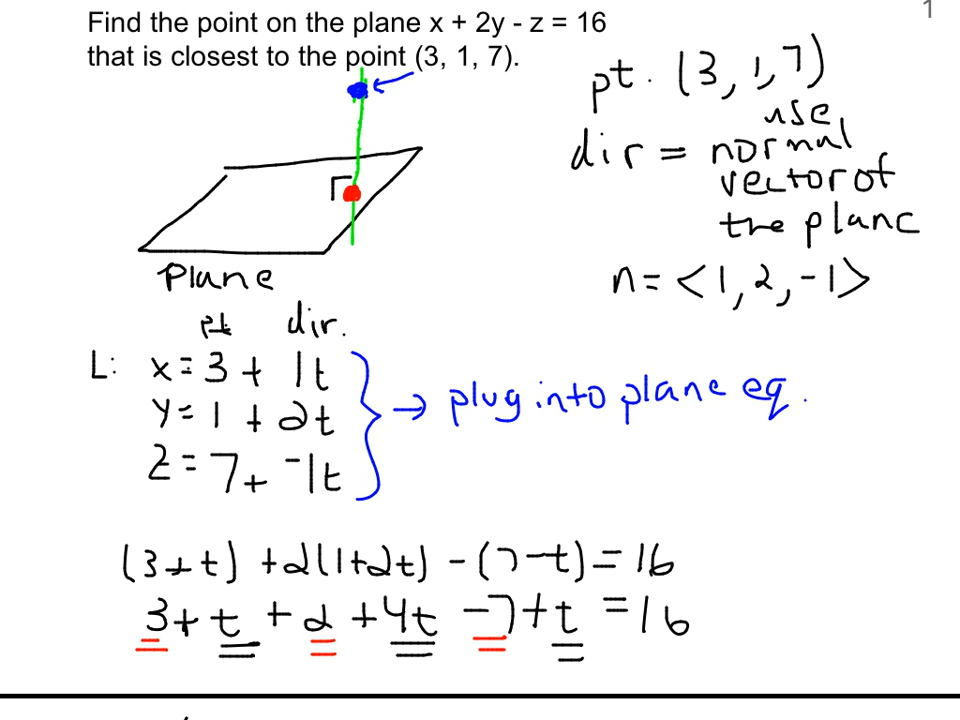 1
Find the point on the plane x + 2y - z = 16
that is closest to the point (3, 1, 7).
pt. (3, 1, 7)
use
dir = normal
vector of
the plane
n = <1, 2, -1>
Plane
pt dir.
L: x = 3 + 1t
y = 1 + 2t
z = 7 + -1t
→ plug into plane eq.
(3+t) + 2(1+2t) - (7-t) = 16
3 + t + 2 + 4t - 7 + t = 16